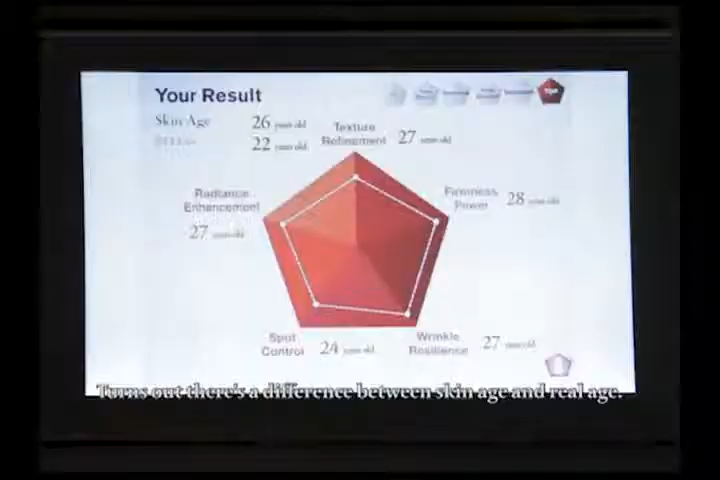 Your Result
TOP
Skin Age
26 years old
22 years old
Texture
Refinement
27 years old
Radiance
Enhancement
27 years old
Firmness
Power
28 years old
Spot
Control
24 years old
Wrinkle
Resilience
27 years old
Turns out there's a difference between skin age and real age.